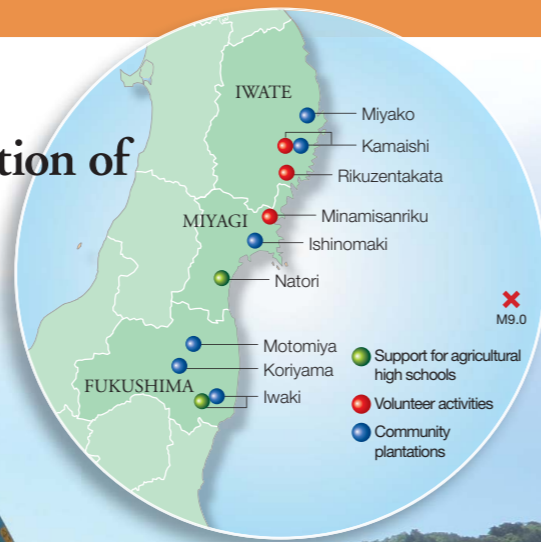 tion of
IWATE
Miyako
Kamaishi
Rikuzentakata
MIYAGI
Minamisanriku
Ishinomaki
Natori
M9.0
Motomiya
Koriyama
FUKUSHIMA
Iwaki
Support for agricultural
high schools
Volunteer activities
Community
plantations